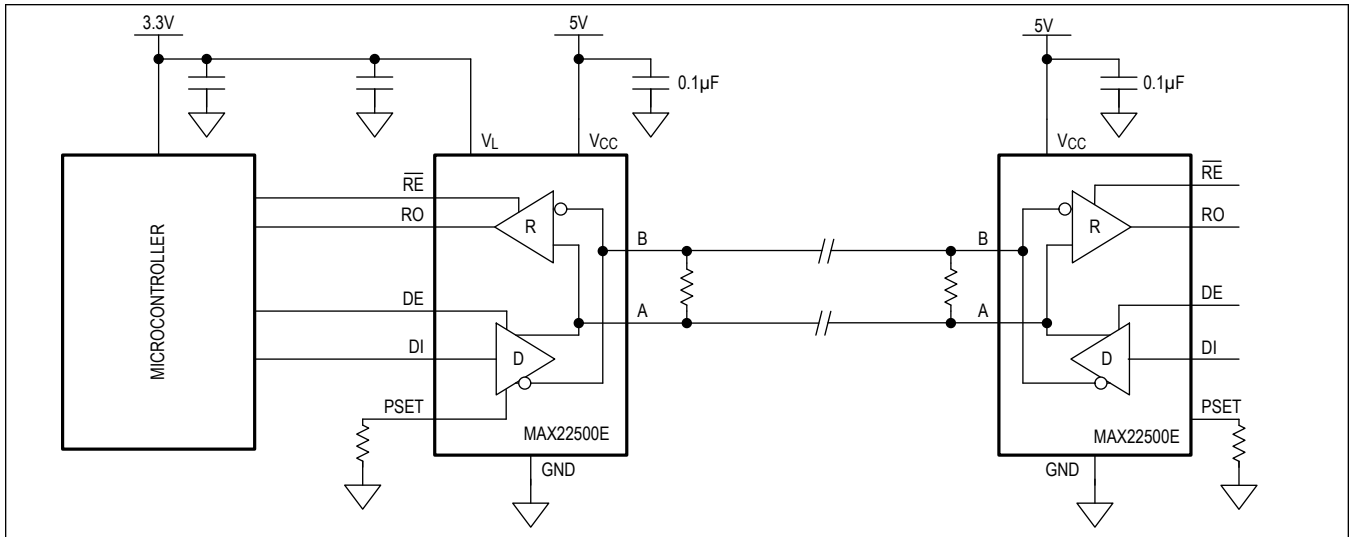 3.3V
5V
5V
0.1µF
0.1µF
VL
VCC
VCC
MICROCONTROLLER
RE
RO
DE
DI
PSET
R
D
B
A
MAX22500E
GND
B
A
R
D
RE
RO
DE
DI
PSET
MAX22500E
GND